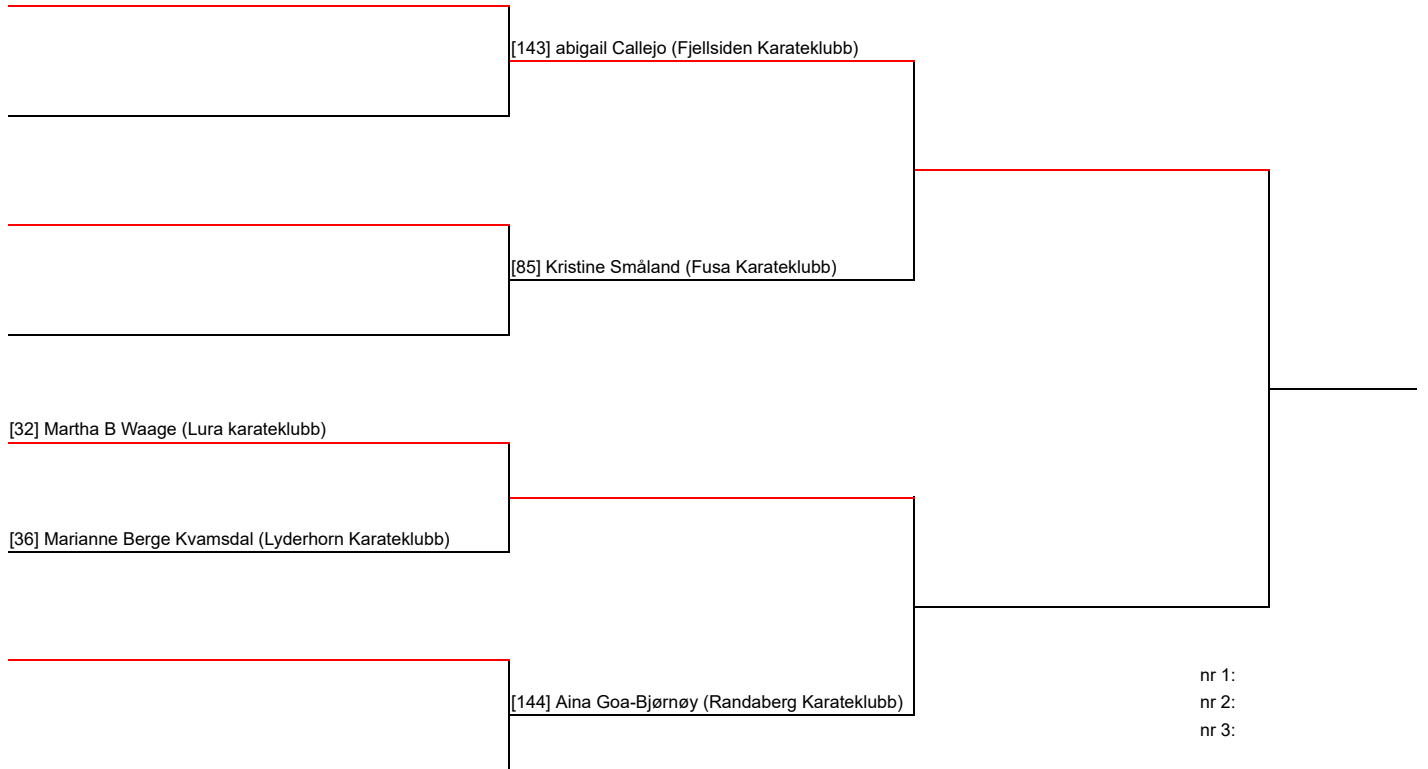 [143] abigail Callejo (Fjellsiden Karateklubb)
[85] Kristine Småland (Fusa Karateklubb)
[32] Martha B Waage (Lura karateklubb)
[36] Marianne Berge Kvamsdal (Lyderhorn Karateklubb)
[144] Aina Goa-Bjørnøy (Randaberg Karateklubb)
nr 1:
nr 2:
nr 3: